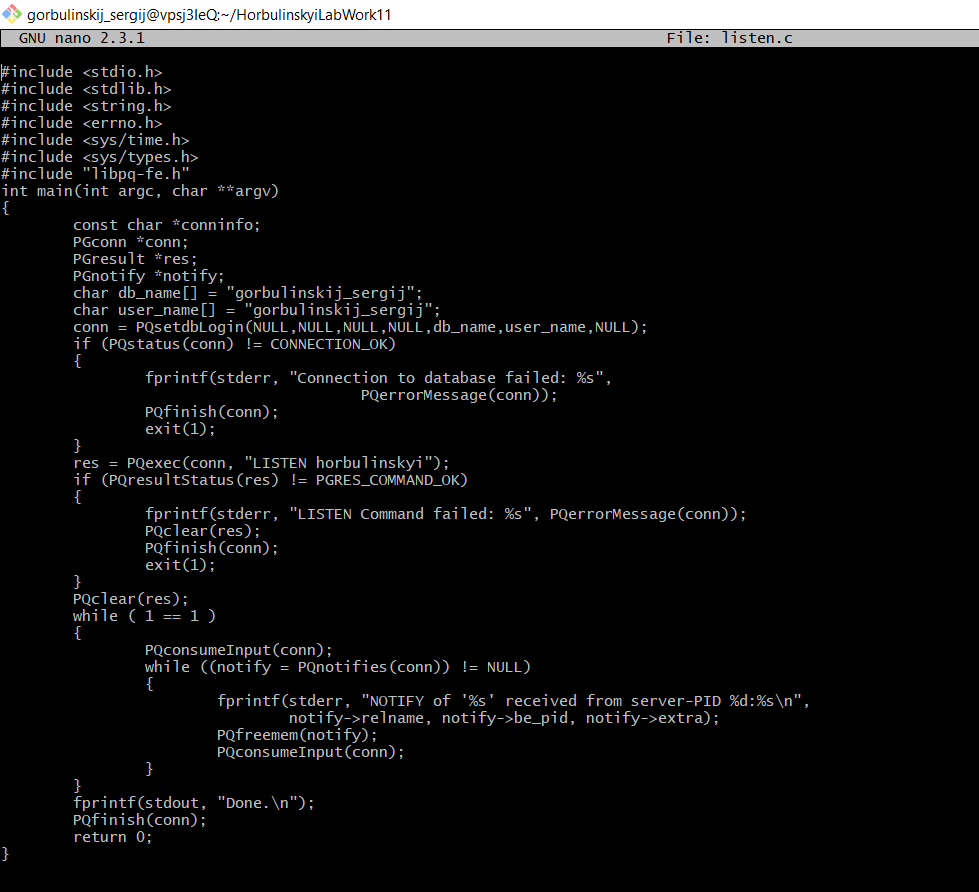 gorbulinskij_sergij@vpsj3IeQ:~/HorbulinskyiLabWork11
GNU nano 2.3.1 File: listen.c
#include <stdio.h>
#include <stdlib.h>
#include <string.h>
#include <errno.h>
#include <sys/time.h>
#include <sys/types.h>
#include "libpq-fe.h"
int main(int argc, char **argv)
{
        const char *conninfo;
        PGconn *conn;
        PGresult *res;
        PGnotify *notify;
        char db_name[] = "gorbulinskij_sergij";
        char user_name[] = "gorbulinskij_sergij";
        conn = PQsetdbLogin(NULL,NULL,NULL,NULL,db_name,user_name,NULL);
        if (PQstatus(conn) != CONNECTION_OK)
        {
                fprintf(stderr, "Connection to database failed: %s",
                                        PQerrorMessage(conn));
                PQfinish(conn);
                exit(1);
        }
        res = PQexec(conn, "LISTEN horbulinskyi");
        if (PQresultStatus(res) != PGRES_COMMAND_OK)
        {
                fprintf(stderr, "LISTEN Command failed: %s", PQerrorMessage(conn));
                PQclear(res);
                PQfinish(conn);
                exit(1);
        }
        PQclear(res);
        while ( 1 == 1 )
        {
                PQconsumeInput(conn);
                while ((notify = PQnotifies(conn)) != NULL)
                {
                        fprintf(stderr, "NOTIFY of '%s' received from server-PID %d:%s\n",
                                notify->relname, notify->be_pid, notify->extra);
                        PQfreemem(notify);
                        PQconsumeInput(conn);
                }
        }
        fprintf(stdout, "Done.\n");
        PQfinish(conn);
        return 0;
}